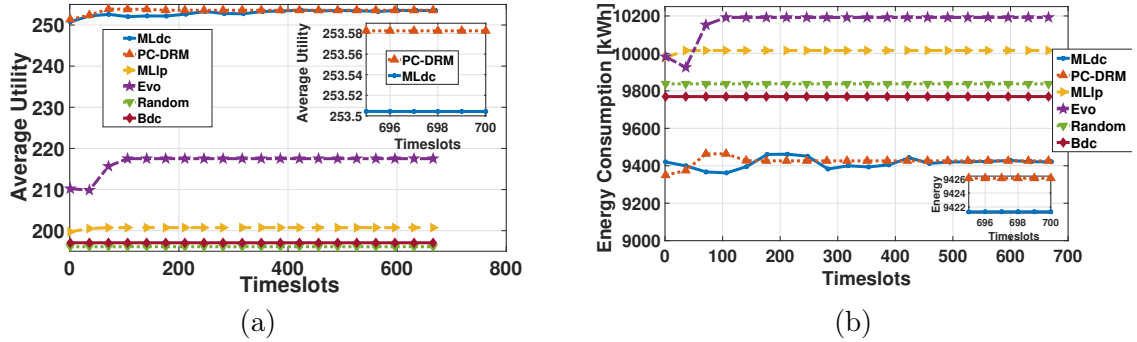 Average Utility
250
240
230
220
210
200
MLdc
PC-DRM
MLlp
Evo
Random
Bdc
Average Utility
253.58
253.56
253.54
253.52
253.5
PC-DRM
MLdc
696
698
700
Timeslots
0
200
400
600
800
Timeslots
(a)
Energy Consumption [kWh]
10200
10000
9800
9600
9400
9200
9000
MLdc
PC-DRM
MLlp
Evo
Random
Bdc
Energy
9426
9424
9422
696
698
700
Timeslots
0
100
200
300
400
500
600
700
Timeslots
(b)